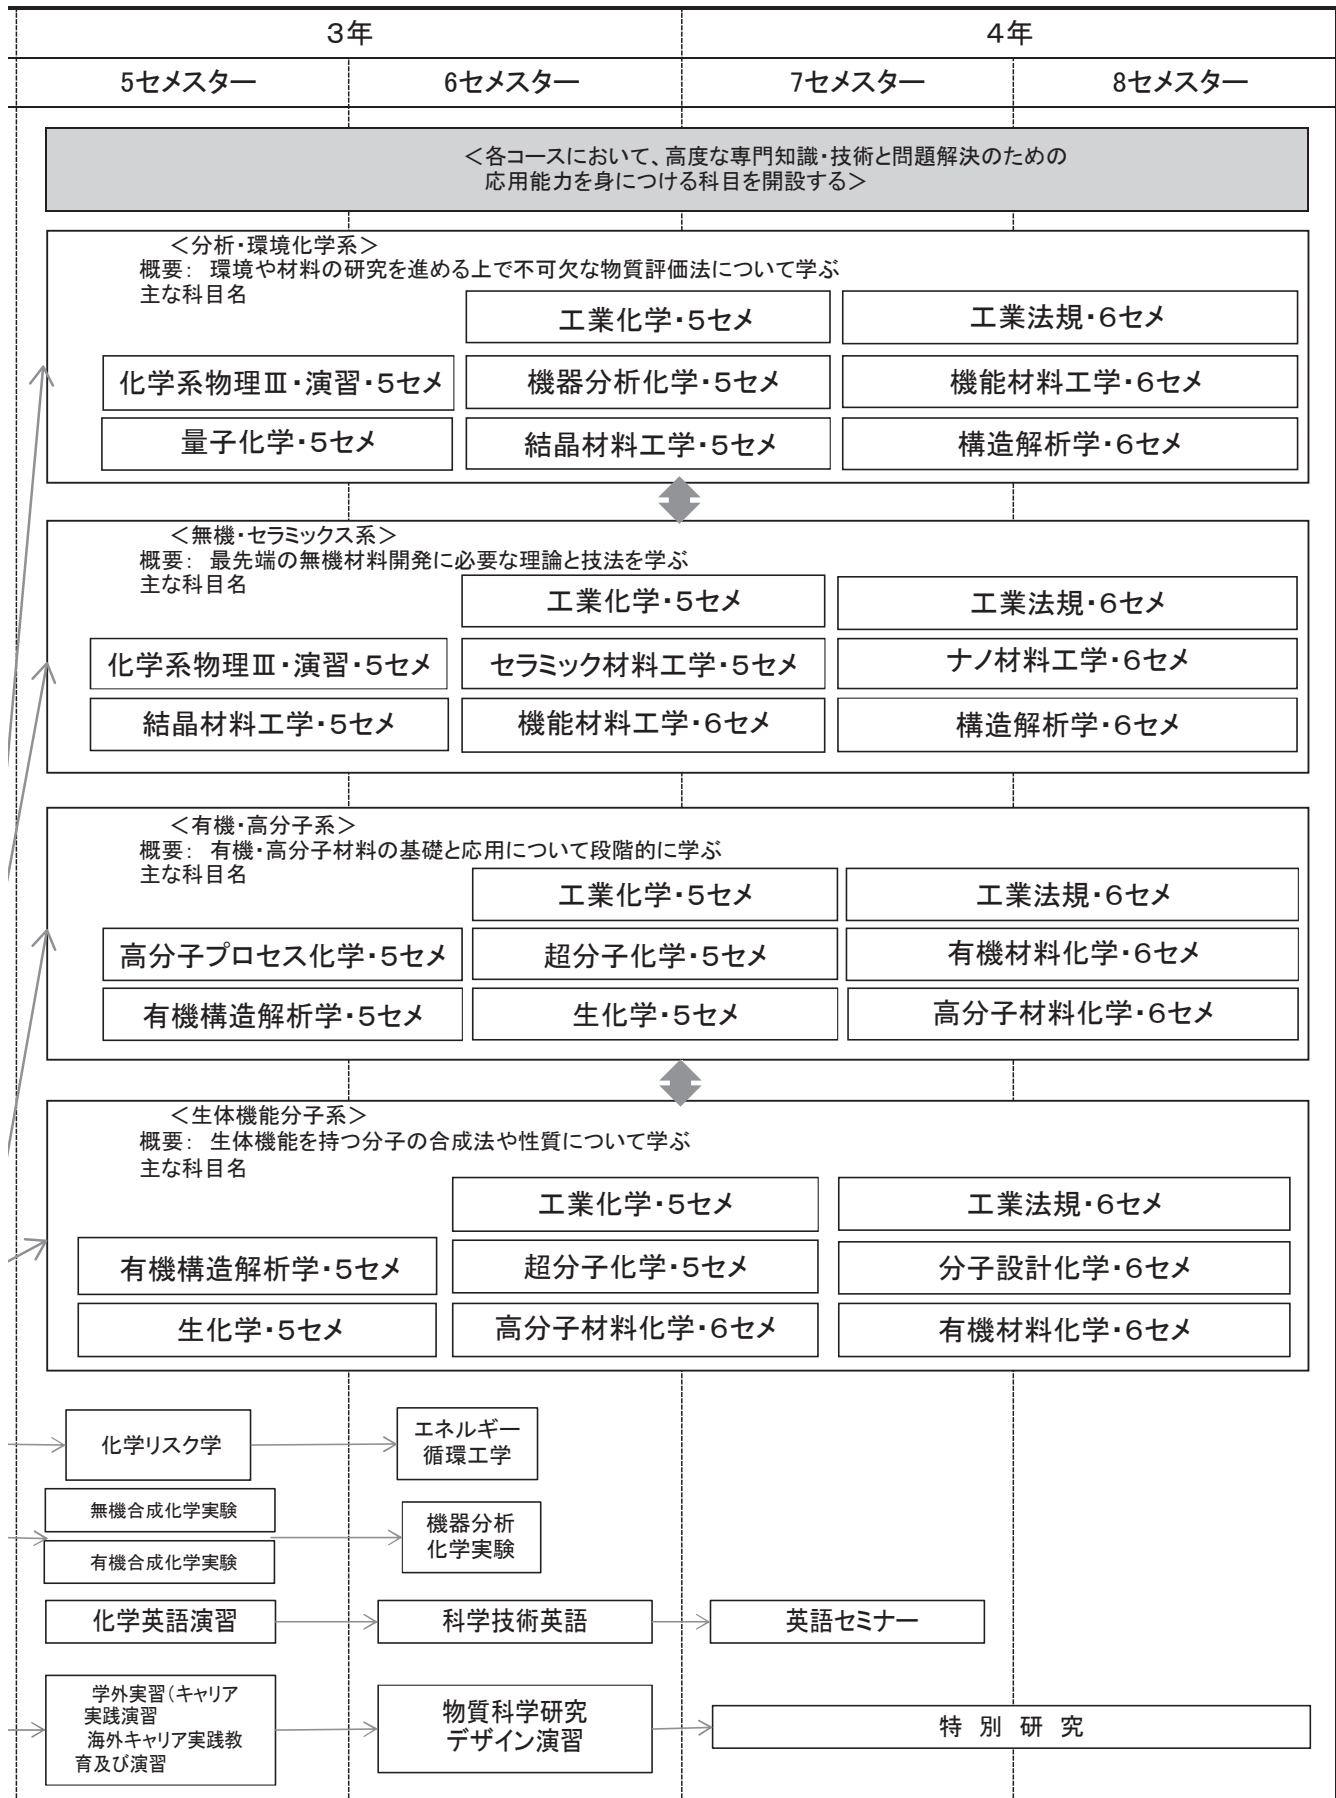 3年
4年
5セメスター
6セメスター
7セメスター
8セメスター
＜各コースにおいて、高度な専門知識・技術と問題解決のための
応用能力を身につける科目を開設する＞
＜分析・環境化学系＞
概要： 環境や材料の研究を進める上で不可欠な物質評価法について学ぶ
主な科目名
工業化学・5セメ
工業法規・6セメ
化学系物理Ⅲ・演習・5セメ
機器分析化学・5セメ
機能材料工学・6セメ
量子化学・5セメ
結晶材料工学・5セメ
構造解析学・6セメ
＜無機・セラミックス系＞
概要： 最先端の無機材料開発に必要な理論と技法を学ぶ
主な科目名
工業化学・5セメ
工業法規・6セメ
化学系物理Ⅲ・演習・5セメ
セラミック材料工学・5セメ
ナノ材料工学・6セメ
結晶材料工学・5セメ
機能材料工学・6セメ
構造解析学・6セメ
＜有機・高分子系＞
概要： 有機・高分子材料の基礎と応用について段階的に学ぶ
主な科目名
工業化学・5セメ
工業法規・6セメ
高分子プロセス化学・5セメ
超分子化学・5セメ
有機材料化学・6セメ
有機構造解析学・5セメ
生化学・5セメ
高分子材料化学・6セメ
＜生体機能分子系＞
概要： 生体機能を持つ分子の合成法や性質について学ぶ
主な科目名
工業化学・5セメ
工業法規・6セメ
有機構造解析学・5セメ
超分子化学・5セメ
分子設計化学・6セメ
生化学・5セメ
高分子材料化学・6セメ
有機材料化学・6セメ
化学リスク学
エネルギー
循環工学
無機合成化学実験
有機合成化学実験
機器分析
化学実験
化学英語演習
科学技術英語
英語セミナー
学外実習（キャリア
実践演習
海外キャリア実践教
育及び演習
物質科学研究
デザイン演習
特 別 研 究